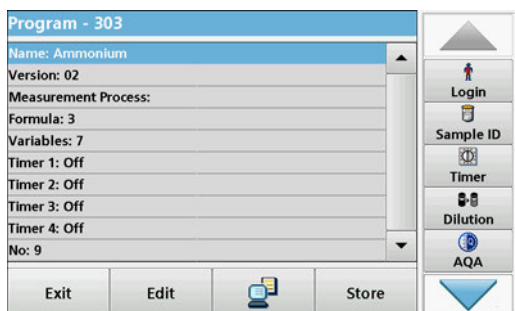 Program - 303
Name: Ammonium
Version: 02
Measurement Process:
Formula: 3
Variables: 7
Timer 1: Off
Timer 2: Off
Timer 3: Off
Timer 4: Off
No: 9
Exit
Edit
Store
Login
Sample ID
Timer
Dilution
AQA